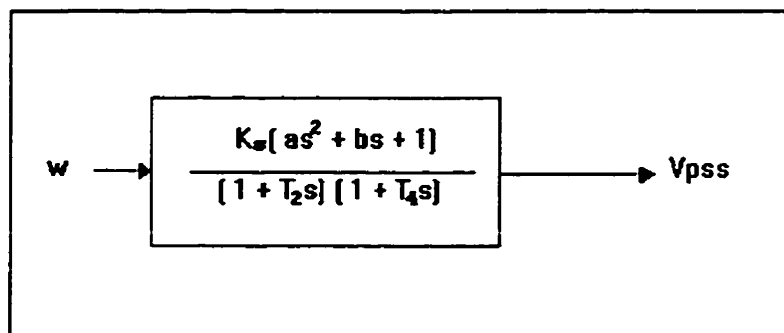 w
Kₛ( as² + bs + 1)
(1 + T₂s) (1 + T₄s)
Vpss